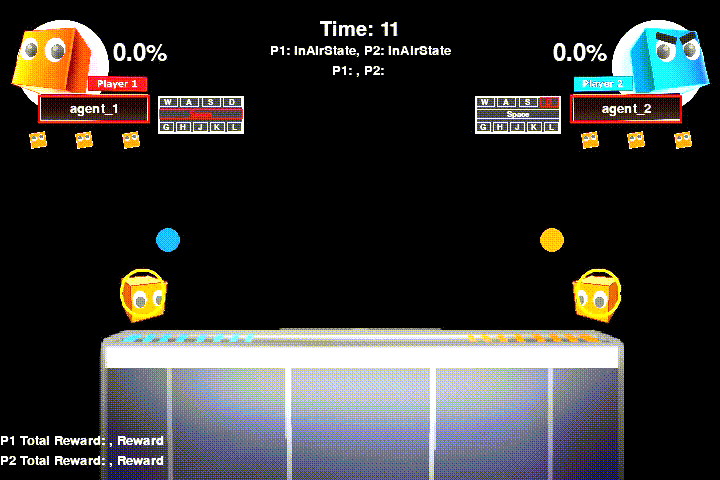 Time: 11
0.0%
0.0%
P1: InAirState, P2: InAirState
P1: , P2:
Player 1
Player 2
agent_1
agent_2
W A S D
G H J K L
W A S
Space
G H J K L
P1 Total Reward: , Reward
P2 Total Reward: , Reward